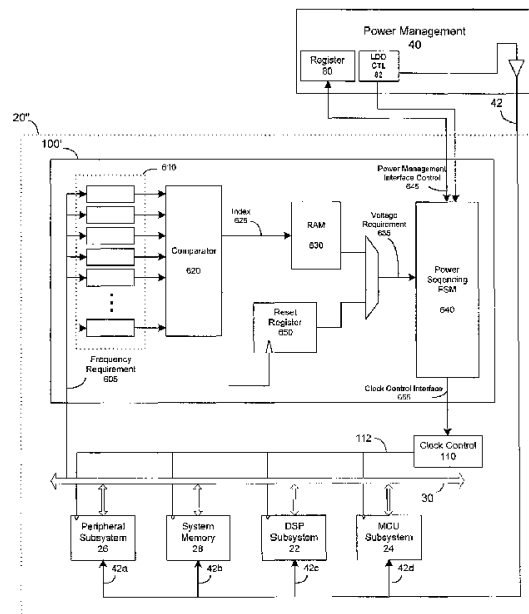 Power Management
40
Register
80
LDO
CTL
82
42
20"
100'
610
Power Management
Interface Control
645
Index
625
RAM
630
Voltage
Requirement
635
Comparator
620
Power
Seqencing
FSM
640
Reset
Register
650
Frequency
Requirement
605
Clock Control Interface
655
112
Clock Control
110
30
Peripheral
Subsystem
26
System
Memory
28
DSP
Subsystem
22
MCU
Subsystem
24
42a
42b
42c
42d